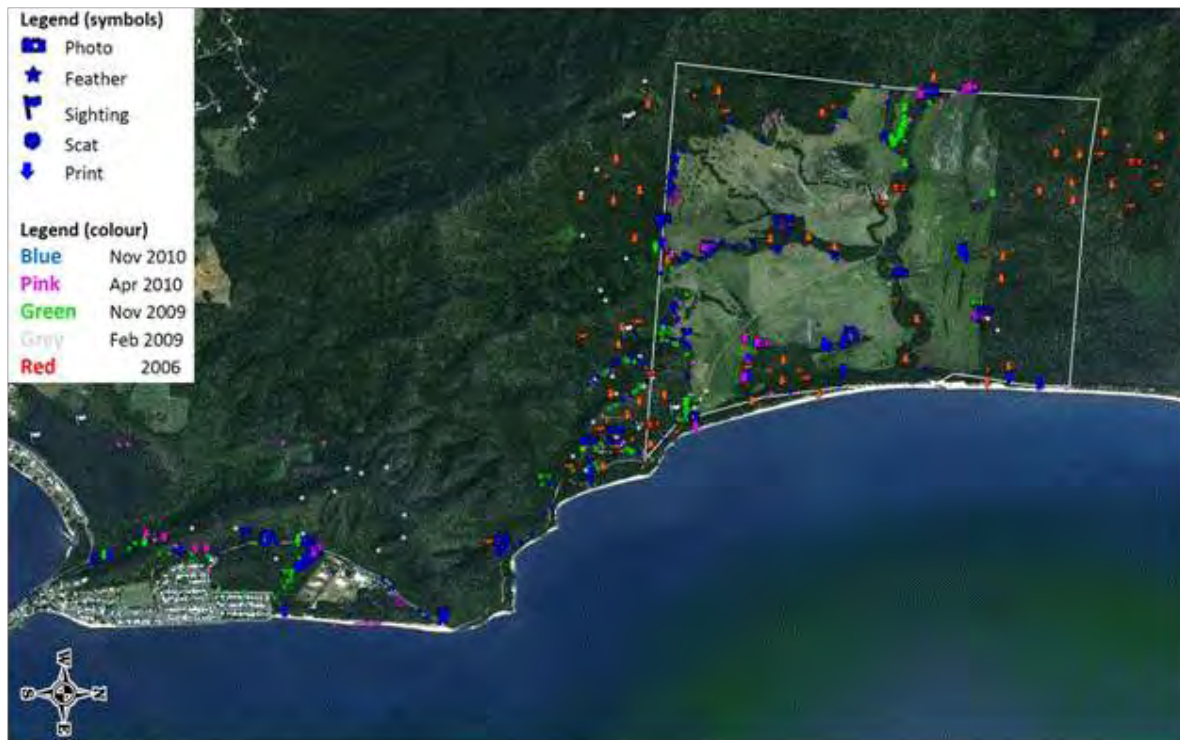 Legend (symbols)
Photo
Feather
Sighting
Scat
Print
Legend (colour)
Blue Nov 2010
Pink Apr 2010
Green Nov 2009
Grey Feb 2009
Red 2006
W
S N
E